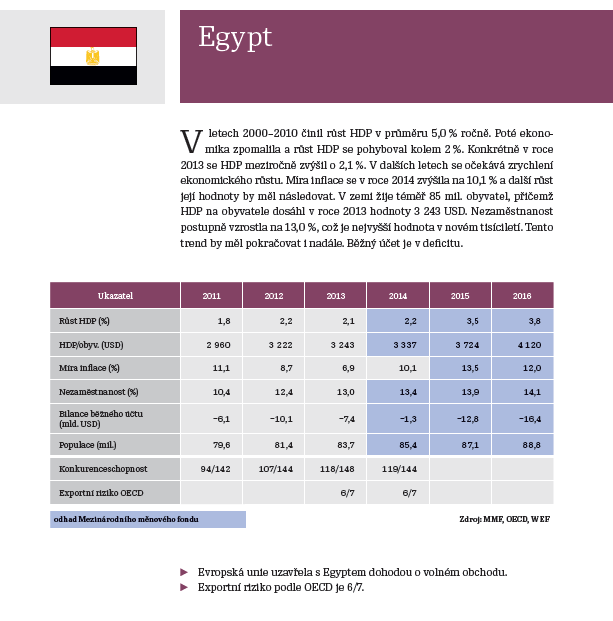 Egypt
V letech 2000–2010 činil růst HDP v průměru 5,0 % ročně. Poté ekono-
mika zpomalila a růst HDP se pohyboval kolem 2 %. Konkrétně v roce
2013 se HDP meziročně zvýšil o 2,1 %. V dalších letech se očekává zrychlení
ekonomického růstu. Míra inflace se v roce 2014 zvýšila na 10,1 % a další růst
její hodnoty by měl následovat. V zemi žije téměř 85 mil. obyvatel, přičemž
HDP na obyvatele dosáhl v roce 2013 hodnoty 3 243 USD. Nezaměstnanost
postupně vzrostla na 13,0 %, což je nejvyšší hodnota v novém tisíciletí. Tento
trend by měl pokračovat i nadále. Běžný účet je v deficitu.
Ukazatel 2011 2012 2013 2014 2015 2016
Růst HDP (%) 1,8 2,2 2,1 2,2 3,5 3,8
HDP/obyv. (USD) 2 960 3 222 3 243 3 337 3 724 4 120
Míra inflace (%) 11,1 8,7 6,9 10,1 13,5 12,0
Nezaměstnanost (%) 10,4 12,4 13,0 13,4 13,9 14,1
Bilance běžného účtu
(mld. USD) −6,1 −10,1 −7,4 −1,3 −12,8 −16,4
Populace (mil.) 79,6 81,4 83,7 85,4 87,1 88,8
Konkurenceschopnost 94/142 107/144 118/148 119/144
Exportní riziko OECD 6/7 6/7
odhad Mezinárodního měnového fondu Zdroj: MMF, OECD, WEF
► Evropská unie uzavřela s Egyptem dohodou o volném obchodu.
► Exportní riziko podle OECD je 6/7.